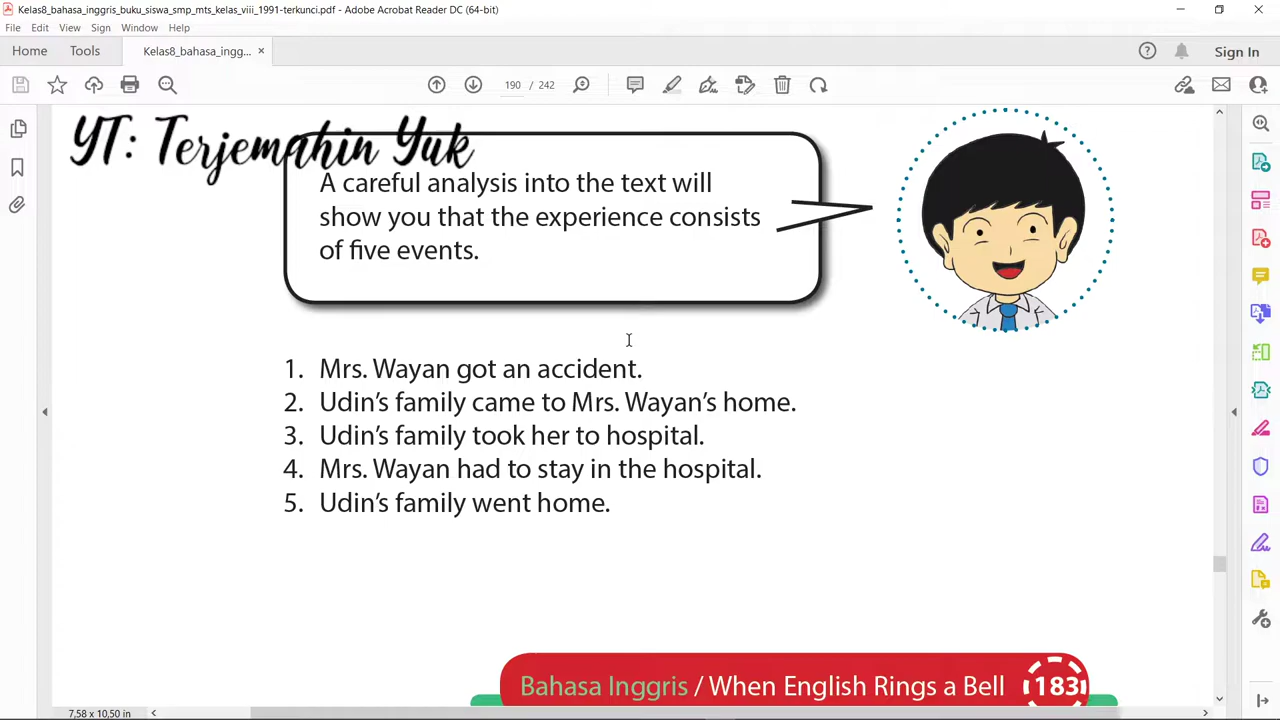 Kelas8_bahasa_inggris_buku_siswa_smp_mts_kelas_viii_1991-terkunci.pdf - Adobe Acrobat Reader DC (64-bit)
File Edit View Sign Window Help
Home Tools Kelas8_bahasa_ingg... × Sign In
190 / 242
YT: Terjemahin Yuk
A careful analysis into the text will
show you that the experience consists
of five events.
1. Mrs. Wayan got an accident.
2. Udin’s family came to Mrs. Wayan’s home.
3. Udin’s family took her to hospital.
4. Mrs. Wayan had to stay in the hospital.
5. Udin’s family went home.
Bahasa Inggris / When English Rings a Bell 183
7,58 x 10,50 in